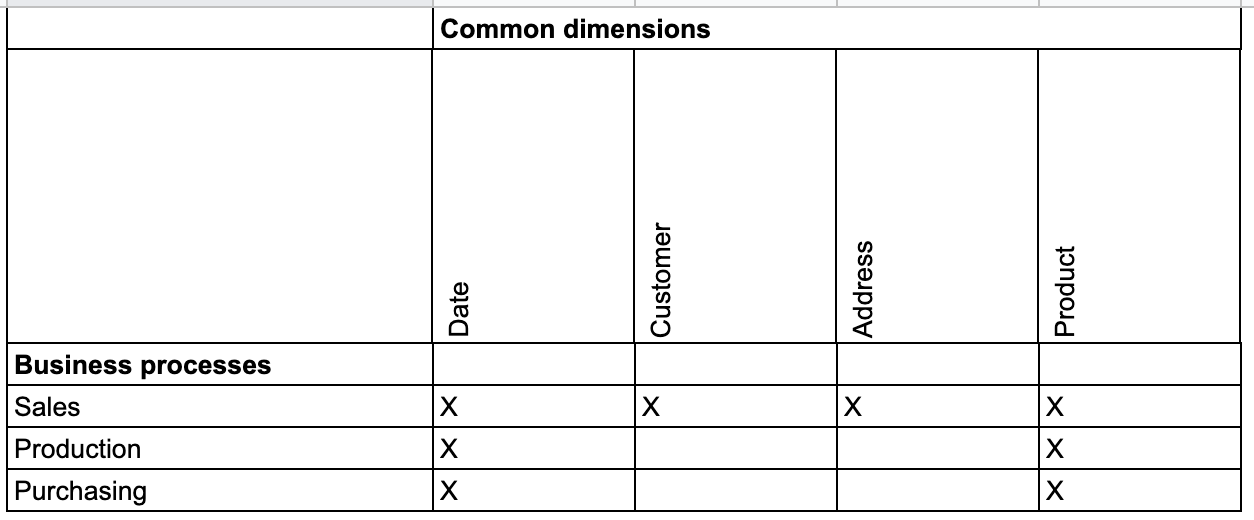 Common dimensions
Date Customer Address Product
Business processes
Sales X X X X
Production X X
Purchasing X X